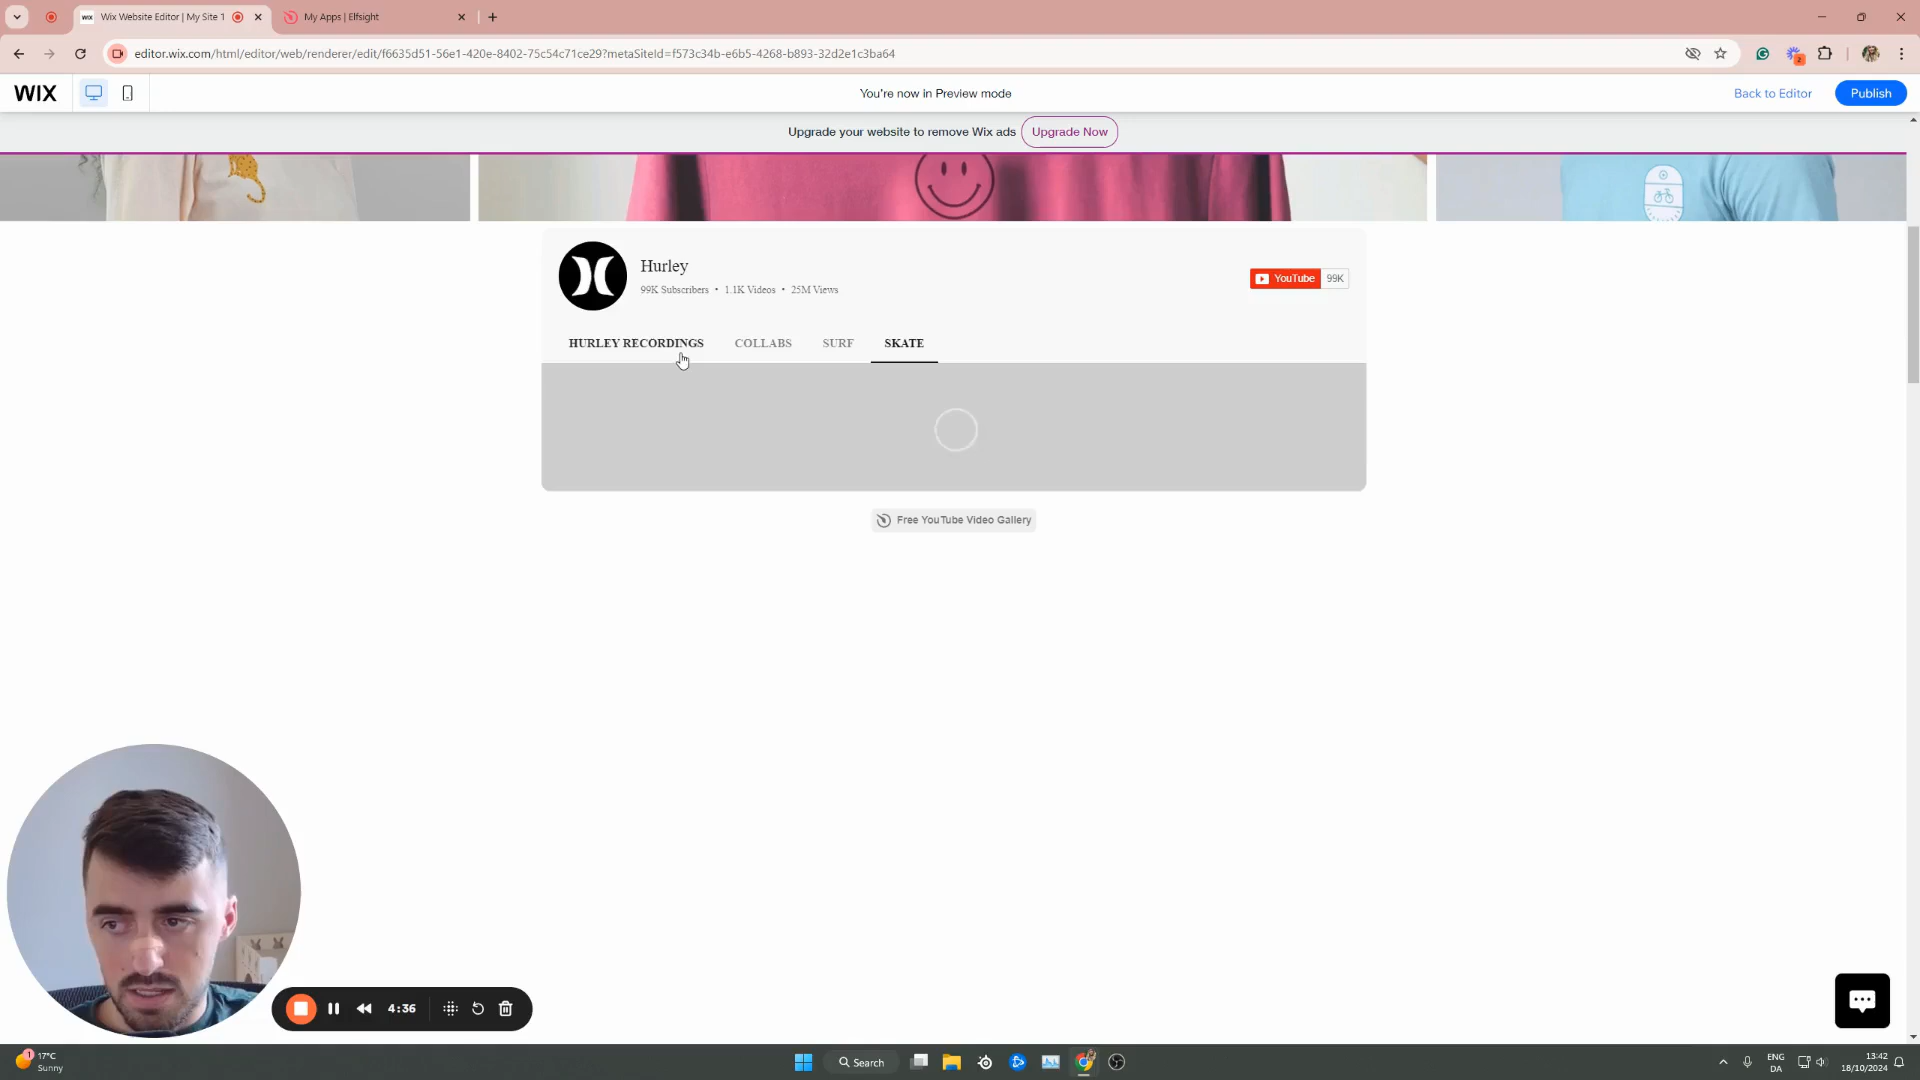 WIX Wix Website Editor | My Site 1
My Apps | Elfsight
editor.wix.com/html/editor/web/renderer/edit/f6635d51-56e1-420e-8402-75c54c71ce29?metaSiteId=f573c34b-e6b5-4268-b893-32d2e1c3ba64
2
WIX
You're now in Preview mode
Back to Editor
Publish
Upgrade your website to remove Wix ads
Upgrade Now
Hurley
99K Subscribers • 1.1K Videos • 25M Views
YouTube 99K
HURLEY RECORDINGS COLLABS SURF SKATE
Free YouTube Video Gallery
4:36
1
17°C
Sunny
Search
ENG
DA
13:42
18/10/2024